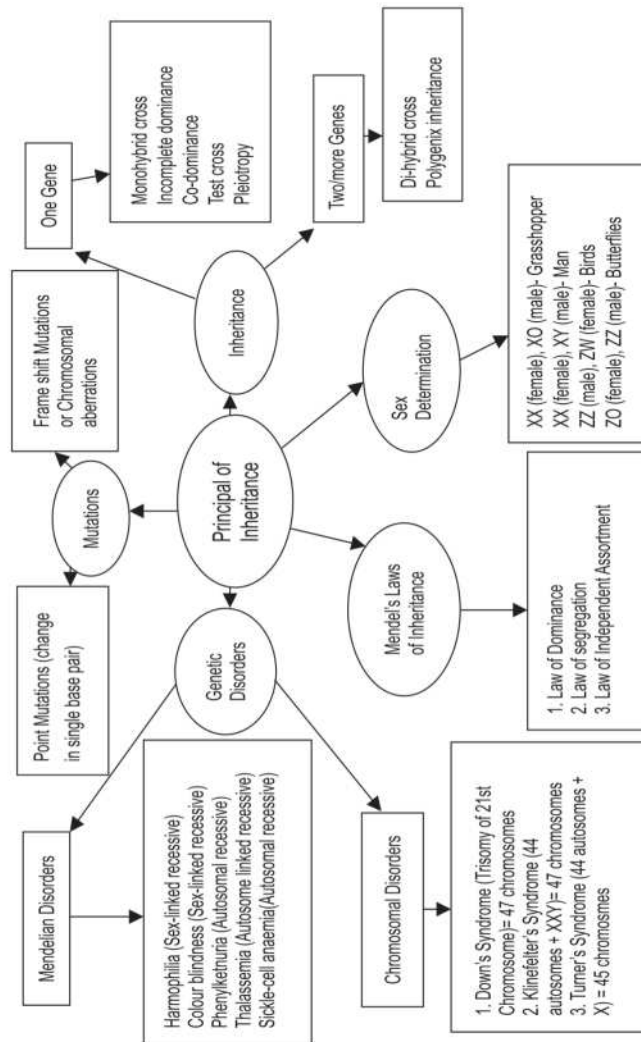 Principal of
Inheritance
Mutations
Point Mutations (change
in single base pair)
Frame shift Mutations
or Chromosomal
aberrations
Inheritance
One Gene
Monohybrid cross
Incomplete dominance
Co-dominance
Test cross
Pleiotropy
Two/more Genes
Di-hybrid cross
Polygenix inheritance
Sex
Determination
XX (female), XO (male)- Grasshopper
XX (female), XY (male)- Man
ZZ (male), ZW (female)- Birds
ZO (female), ZZ (male)- Butterflies
Mendel's Laws
of Inheritance
1. Law of Dominance
2. Law of segregation
3. Law of Independent Assortment
Genetic
Disorders
Mendelian Disorders
Harmophilia (Sex-linked recessive)
Colour blindness (Sex-linked recessive)
Phenylketnuria (Autosomal recessive)
Thalassemia (Autosome linked recessive)
Sickle-cell anaemia(Autosomal recessive)
Chromosomal Disorders
1. Down's Syndrome (Trisomy of 21st
Chromosome)= 47 chromosomes
2. Klinefelter's Syndrome (44
autosomes + XXY)= 47 chromosomes
3. Turner's Syndrome (44 autosomes +
X) = 45 chromosmes